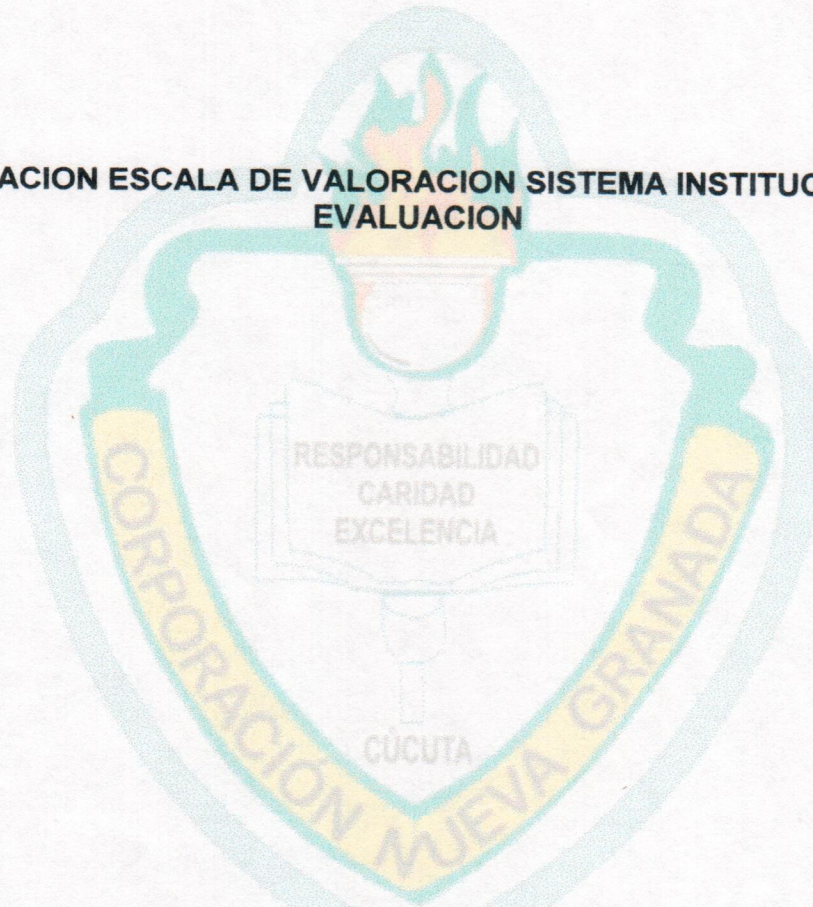 ACION ESCALA DE VALORACION SISTEMA INSTITUC
EVALUACION
RESPONSABILIDAD
CARIDAD
EXCELENCIA
CÚCUTA
CORPORACIÓN NUEVA GRANADA